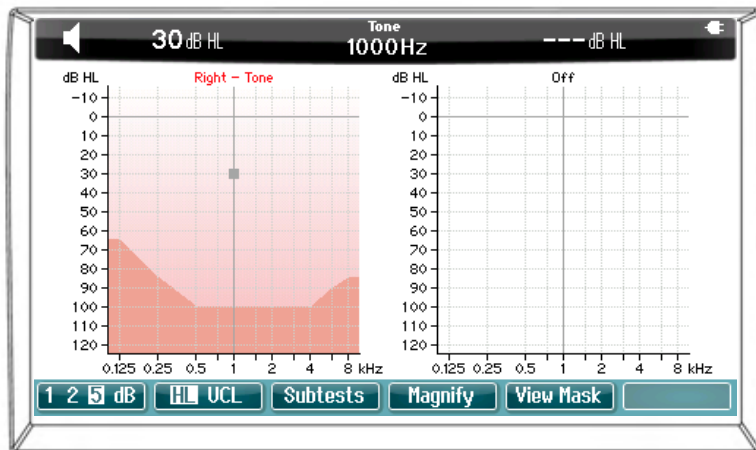 Tone
30 dB HL
1000Hz
--- dB HL
dB HL
Right - Tone
-10
0
10
20
30
40
50
60
70
80
90
100
110
120
0.125 0.25 0.5 1 2 4 8 kHz
dB HL
Off
-10
0
10
20
30
40
50
60
70
80
90
100
110
120
0.125 0.25 0.5 1 2 4 8 kHz
1 2 5 dB
HL UCL
Subtests
Magnify
View Mask